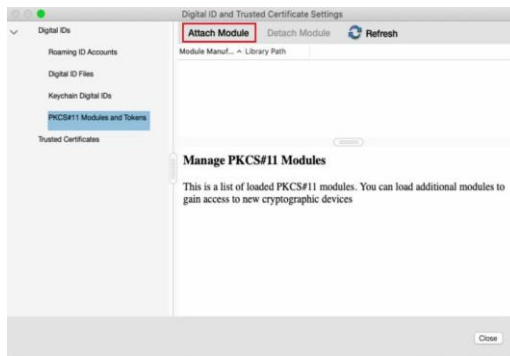 Digital ID and Trusted Certificate Settings
Digital IDs
Roaming ID Accounts
Digital ID Files
Keychain Digital IDs
PKCS#11 Modules and Tokens
Trusted Certificates
Attach Module Detach Module Refresh
Module Manuf... Library Path
Manage PKCS#11 Modules
This is a list of loaded PKCS#11 modules. You can load additional modules to
gain access to new cryptographic devices
Close